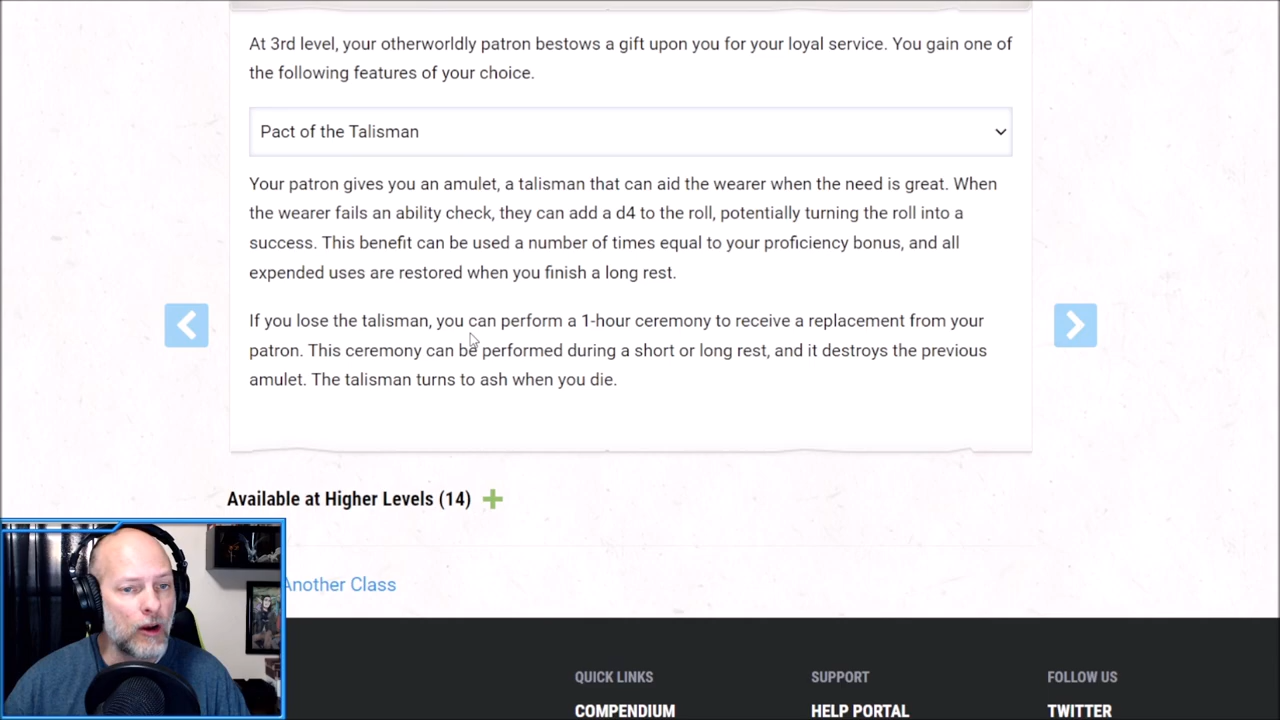 At 3rd level, your otherworldly patron bestows a gift upon you for your loyal service. You gain one of
the following features of your choice.
Pact of the Talisman
Your patron gives you an amulet, a talisman that can aid the wearer when the need is great. When
the wearer fails an ability check, they can add a d4 to the roll, potentially turning the roll into a
success. This benefit can be used a number of times equal to your proficiency bonus, and all
expended uses are restored when you finish a long rest.
If you lose the talisman, you can perform a 1-hour ceremony to receive a replacement from your
patron. This ceremony can be performed during a short or long rest, and it destroys the previous
amulet. The talisman turns to ash when you die.
Available at Higher Levels (14)
Another Class
QUICK LINKS
SUPPORT
FOLLOW US
COMPENDIUM
HELP PORTAL
TWITTER